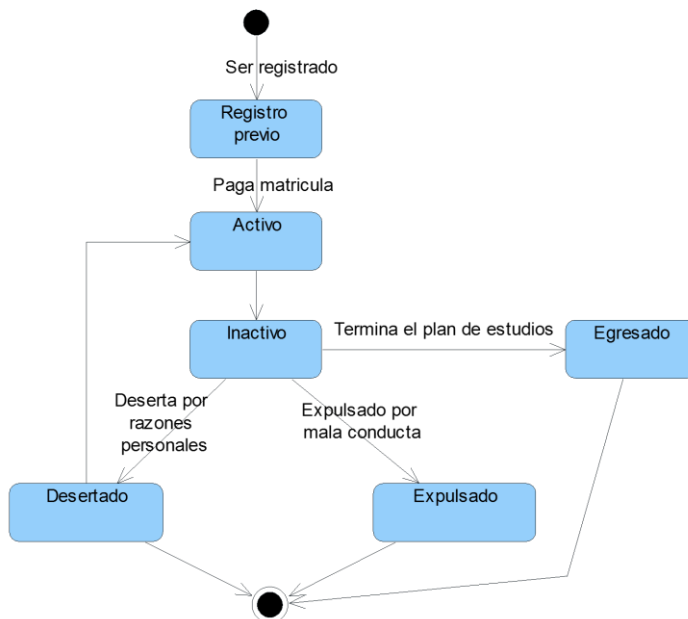 Ser registrado
Registro
previo
Paga matricula
Activo
Inactivo
Termina el plan de estudios
Egresado
Deserta por
razones
personales
Expulsado por
mala conducta
Desertado
Expulsado